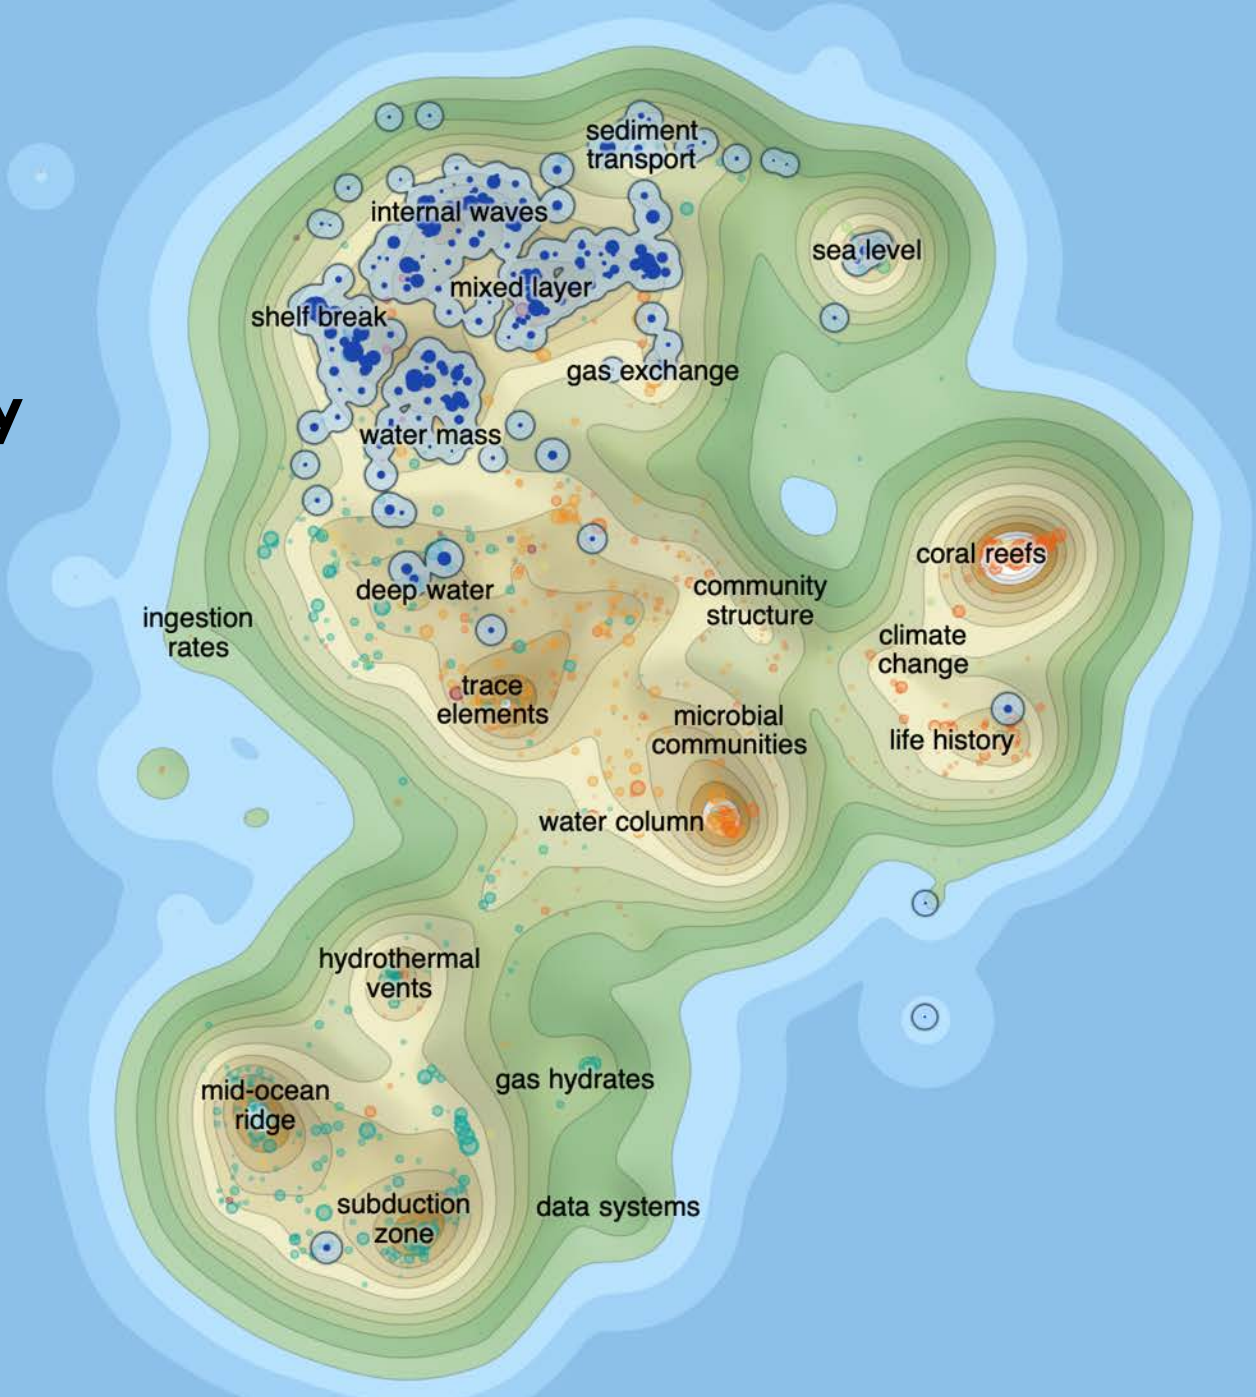 sediment
transport
internal waves
sea level
mixed layer
shelf break
gas exchange
y
water mass
coral reefs
deep water
community
structure
ingestion
rates
climate
change
trace
elements
microbial
communities
life history
water column
hydrothermal
vents
gas hydrates
mid-ocean
ridge
subduction
zone
data systems